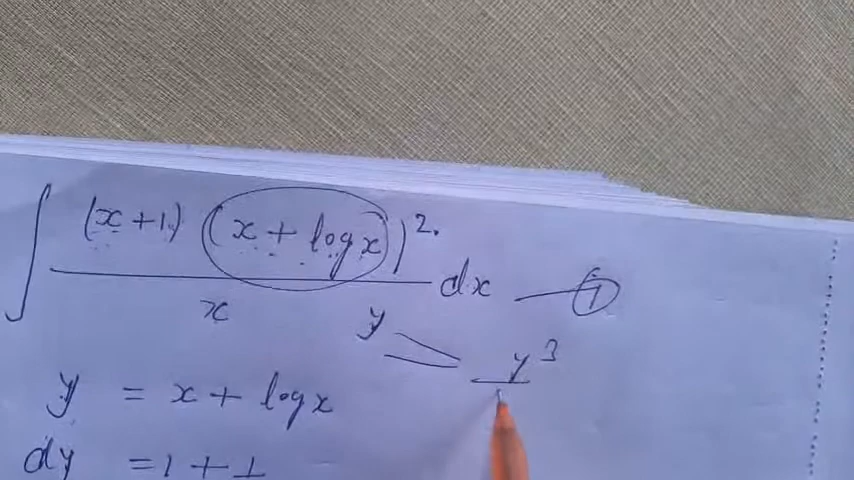 ∫ (x+1) (x + log x)². / x dx — ①
y = y³
y = x + log x
dy = 1 + 1